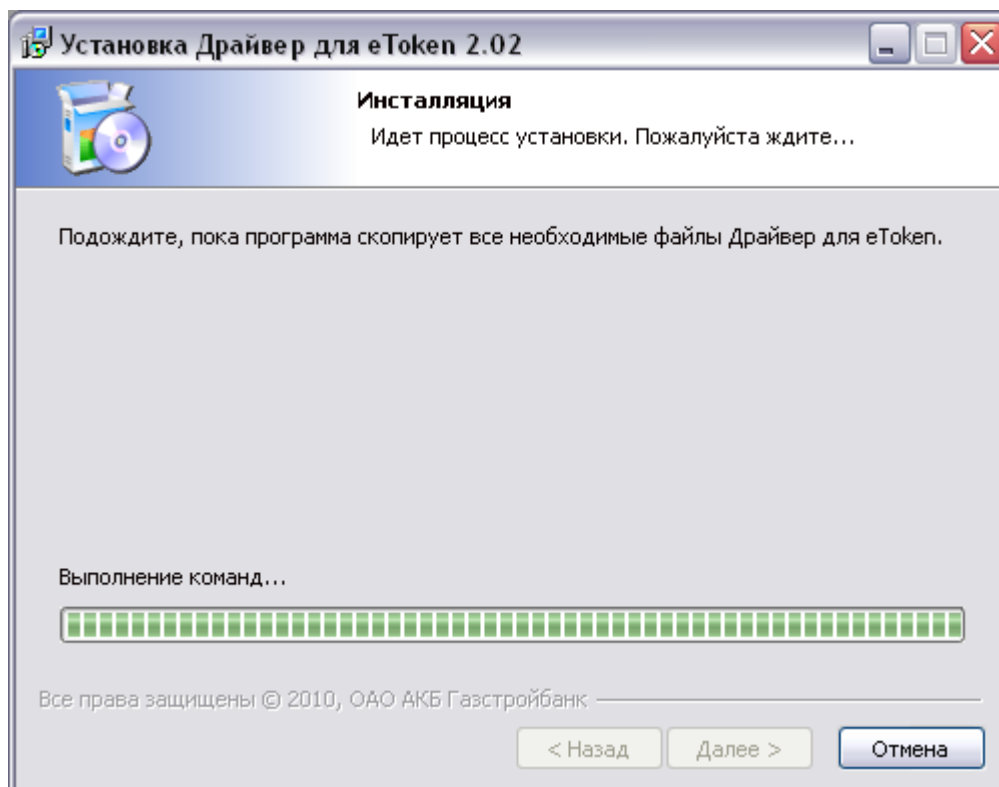 Установка Драйвер для eToken 2.02
Инсталляция
Идет процесс установки. Пожалуйста ждите...
Подождите, пока программа скопирует все необходимые файлы Драйвер для eToken.
Выполнение команд...
Все права защищены © 2010, ОАО АКБ Газстройбанк
< Назад
Далее >
Отмена